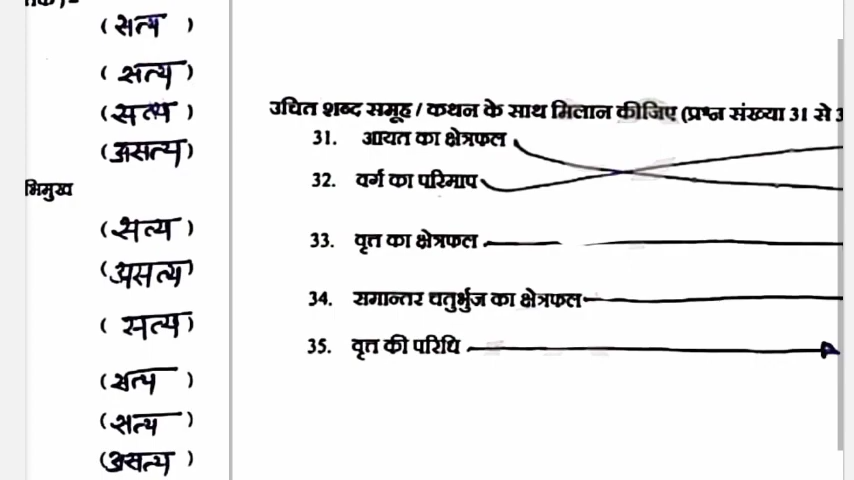 (सत्य)
(सत्य)
(सत्य)
(असत्य)
भिमुख
(सत्य)
(असत्य)
(सत्य)
(सत्य)
(सत्य)
(असत्य)
उचित शब्द समूह / कथन के साथ मिलान कीजिए (प्रश्न संख्या 31 से 3
31. आयत का क्षेत्रफल
32. वर्ग का परिमाप
33. वृत्त का क्षेत्रफल
34. समान्तर चतुर्भुज का क्षेत्रफल
35. वृत्त की परिधि